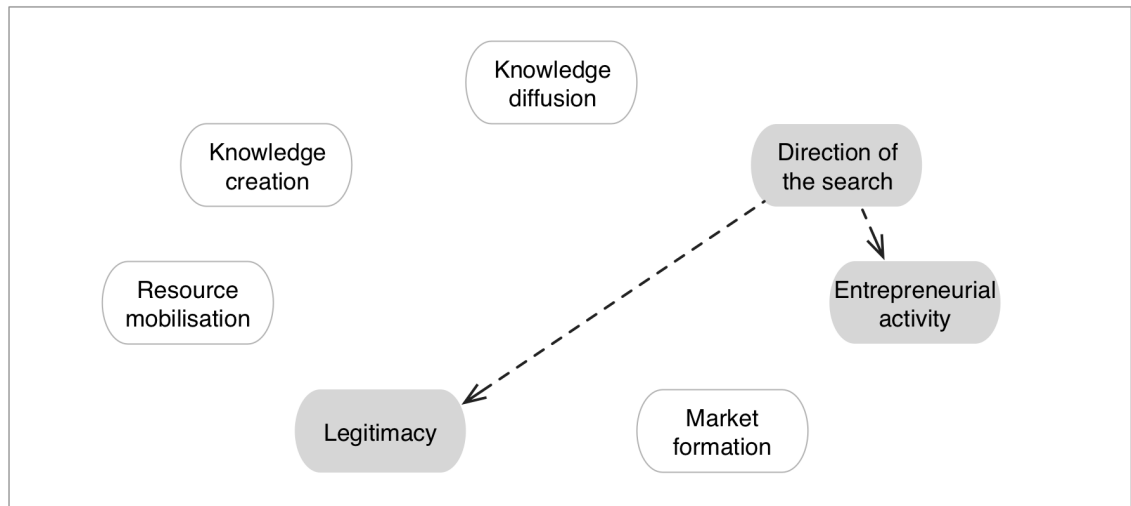 Knowledge
diffusion
Knowledge
creation
Direction of
the search
Resource
mobilisation
Entrepreneurial
activity
Legitimacy
Market
formation